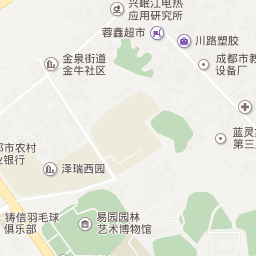 兴岷江电热
应用研究所
蓉鑫超市
川路塑胶
金泉街道
金牛社区
成都市教
设备厂
蓝灵
第三
都市农村
业银行
泽瑞西园
铸信羽毛球
俱乐部
易园园林
艺术博物馆